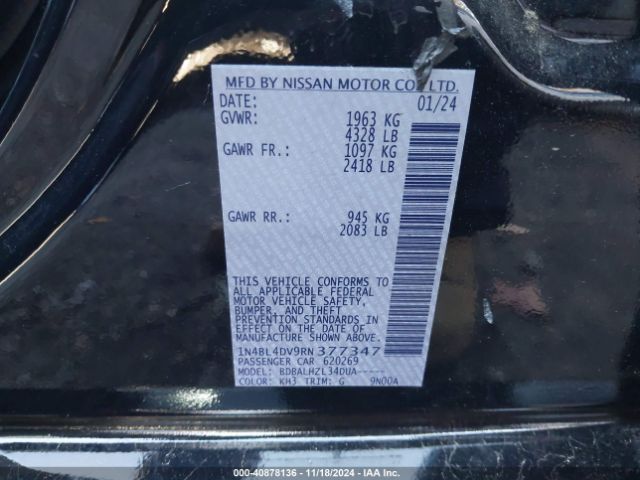 MFD BY NISSAN MOTOR CO., LTD.
DATE: 01/24
GVWR: 1963 KG
4328 LB
GAWR FR.: 1097 KG
2418 LB
GAWR RR.: 945 KG
2083 LB
THIS VEHICLE CONFORMS TO
ALL APPLICABLE FEDERAL
MOTOR VEHICLE SAFETY,
BUMPER, AND THEFT
PREVENTION STANDARDS IN
EFFECT ON THE DATE OF
MANUFACTURE SHOWN ABOVE.
1N4BL4DV9RN377347
PASSENGER CAR 620269
MODEL: BDBALHZL34DUA-----
COLOR: KH3 TRIM: G 9N00A
000-40878136 - 11/18/2024 - IAA Inc.